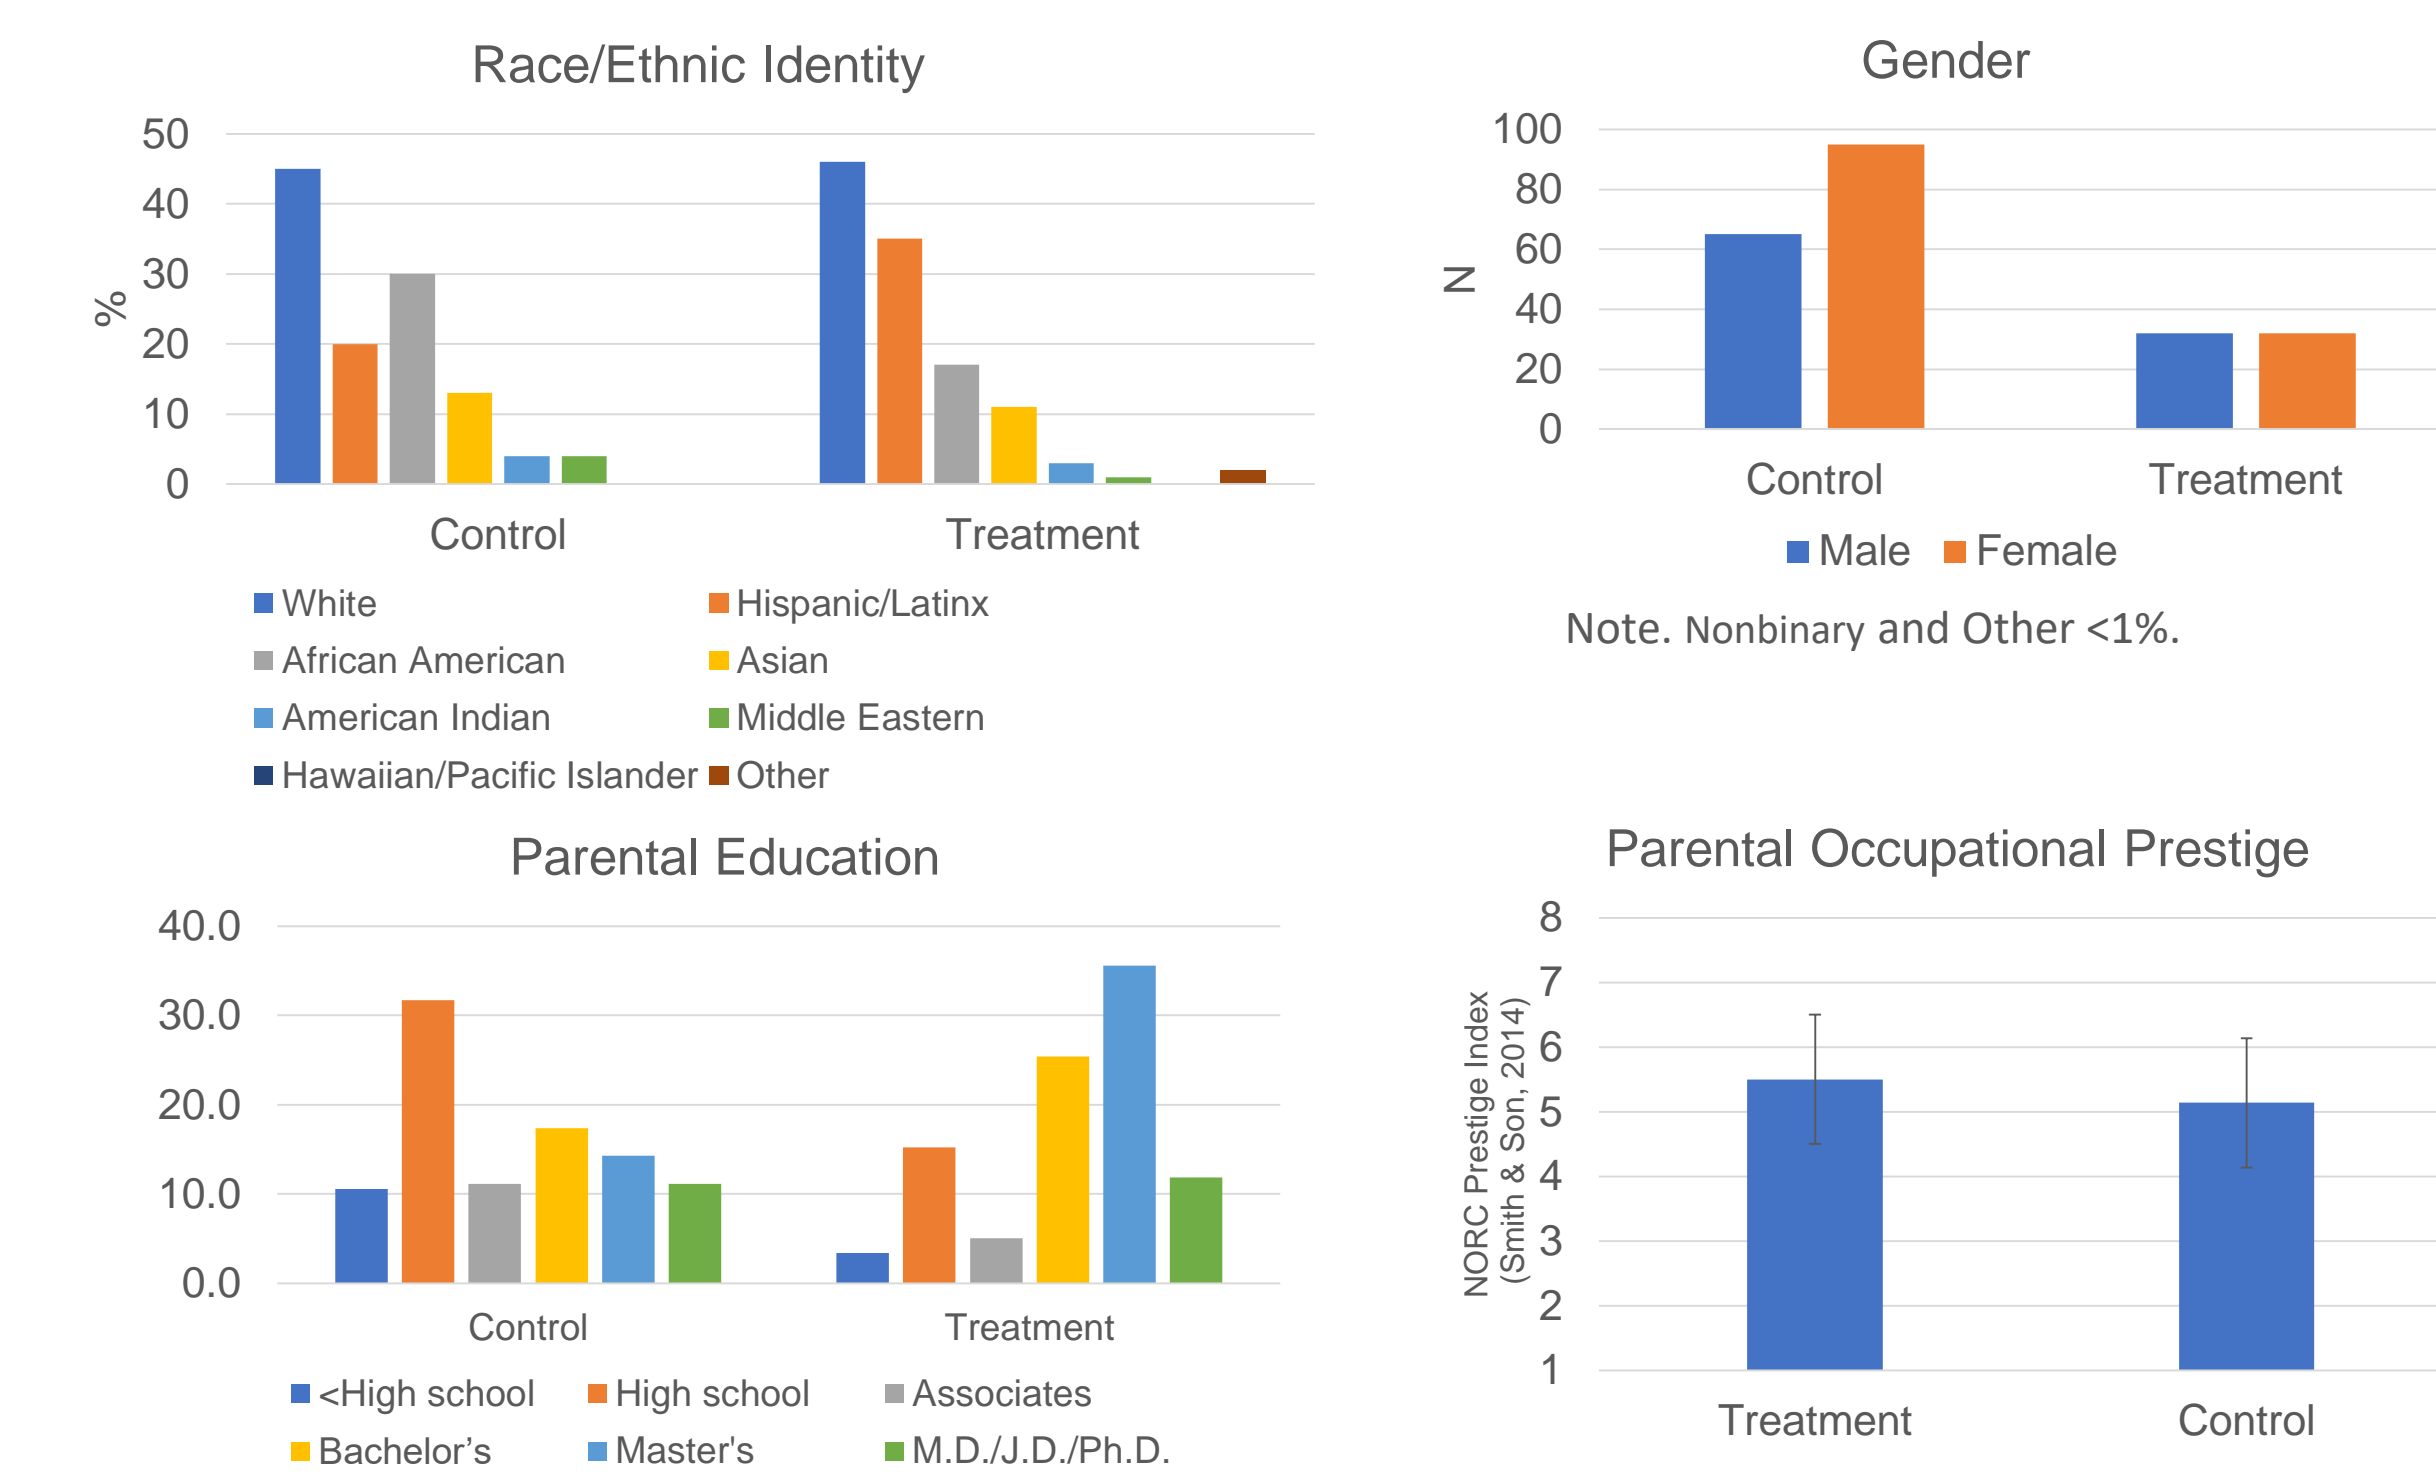 Race/Ethnic Identity
50
40
30
20
10
0
%
Control
Treatment
White
Hispanic/Latinx
African American
Asian
American Indian
Middle Eastern
Hawaiian/Pacific Islander
Other
Gender
100
80
60
40
20
0
N
Control
Treatment
Male
Female
Note. Nonbinary and Other <1%.
Parental Education
40.0
30.0
20.0
10.0
0.0
Control
Treatment
<High school
High school
Associates
Bachelor’s
Master's
M.D./J.D./Ph.D.
Parental Occupational Prestige
8
7
6
5
4
3
2
1
NORC Prestige Index
(Smith & Son, 2014)
Treatment
Control